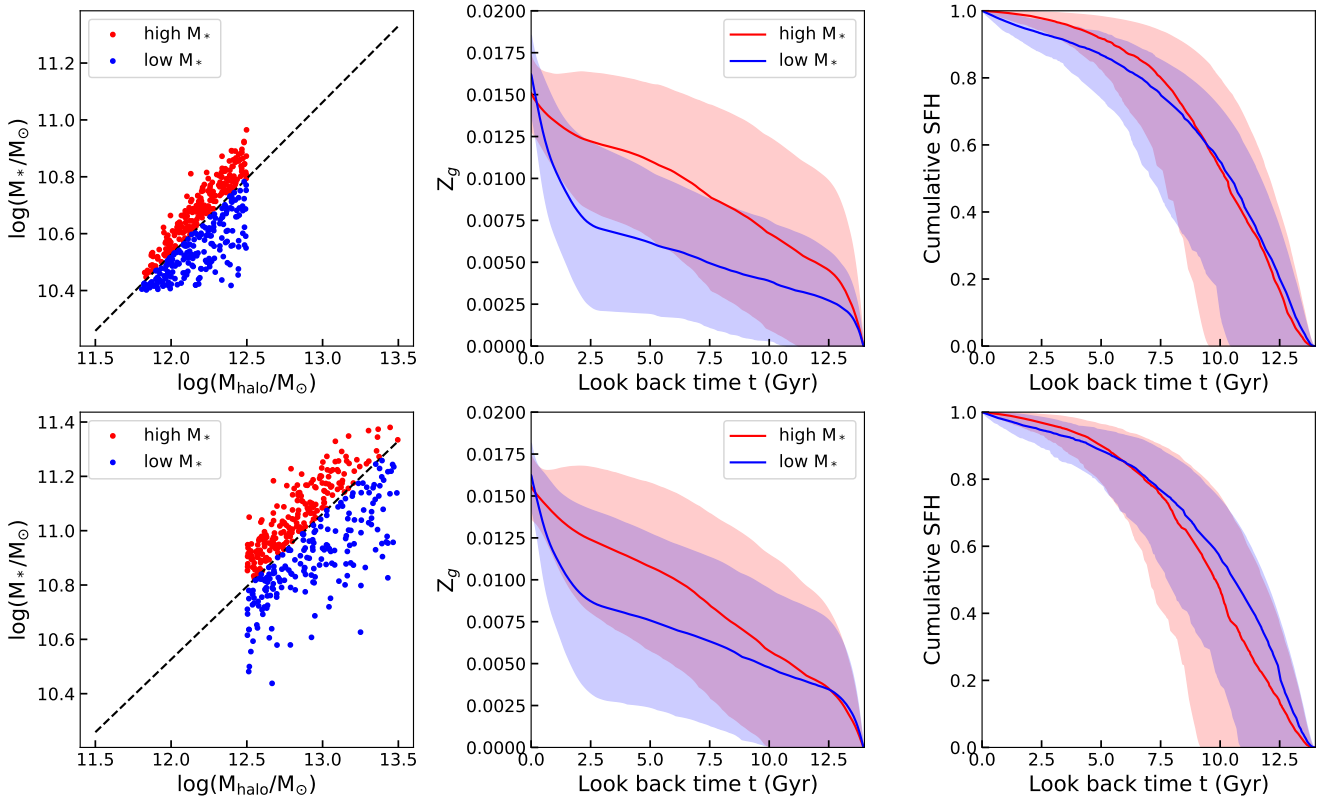 high M*
low M*
log(M*/M⊙)
11.2
11.0
10.8
10.6
10.4
11.5 12.0 12.5 13.0 13.5
log(Mhalo/M⊙)
high M*
low M*
Zg
0.0200
0.0175
0.0150
0.0125
0.0100
0.0075
0.0050
0.0025
0.0000
0.0 2.5 5.0 7.5 10.0 12.5
Look back time t (Gyr)
Cumulative SFH
1.0
0.8
0.6
0.4
0.2
0.0
0.0 2.5 5.0 7.5 10.0 12.5
Look back time t (Gyr)
high M*
low M*
log(M*/M⊙)
11.4
11.2
11.0
10.8
10.6
10.4
11.5 12.0 12.5 13.0 13.5
log(Mhalo/M⊙)
high M*
low M*
Zg
0.0200
0.0175
0.0150
0.0125
0.0100
0.0075
0.0050
0.0025
0.0000
0.0 2.5 5.0 7.5 10.0 12.5
Look back time t (Gyr)
Cumulative SFH
1.0
0.8
0.6
0.4
0.2
0.0
0.0 2.5 5.0 7.5 10.0 12.5
Look back time t (Gyr)